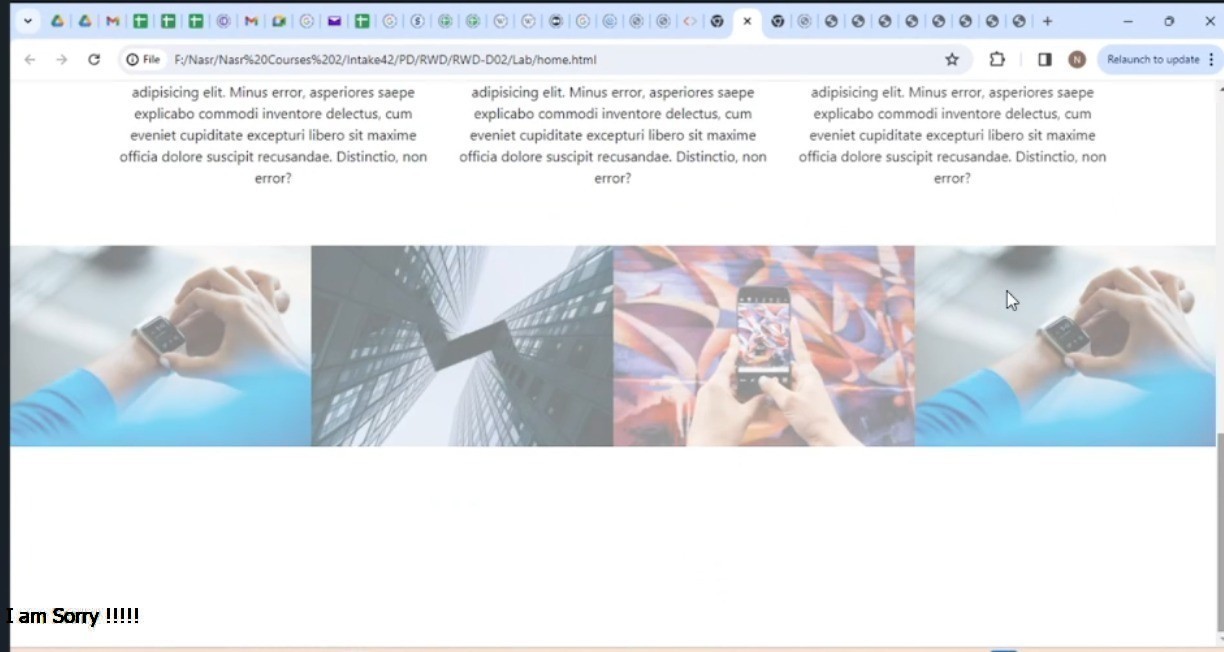 File
F:/Nasr/Nasr%20Courses%202/Intake42/PD/RWD/RWD-D02/Lab/home.html
N
Relaunch to update
adipisicing elit. Minus error, asperiores saepe
explicabo commodi inventore delectus, cum
eveniet cupiditate excepturi libero sit maxime
officia dolore suscipit recusandae. Distinctio, non
error?
adipisicing elit. Minus error, asperiores saepe
explicabo commodi inventore delectus, cum
eveniet cupiditate excepturi libero sit maxime
officia dolore suscipit recusandae. Distinctio, non
error?
adipisicing elit. Minus error, asperiores saepe
explicabo commodi inventore delectus, cum
eveniet cupiditate excepturi libero sit maxime
officia dolore suscipit recusandae. Distinctio, non
error?
I am Sorry !!!!!